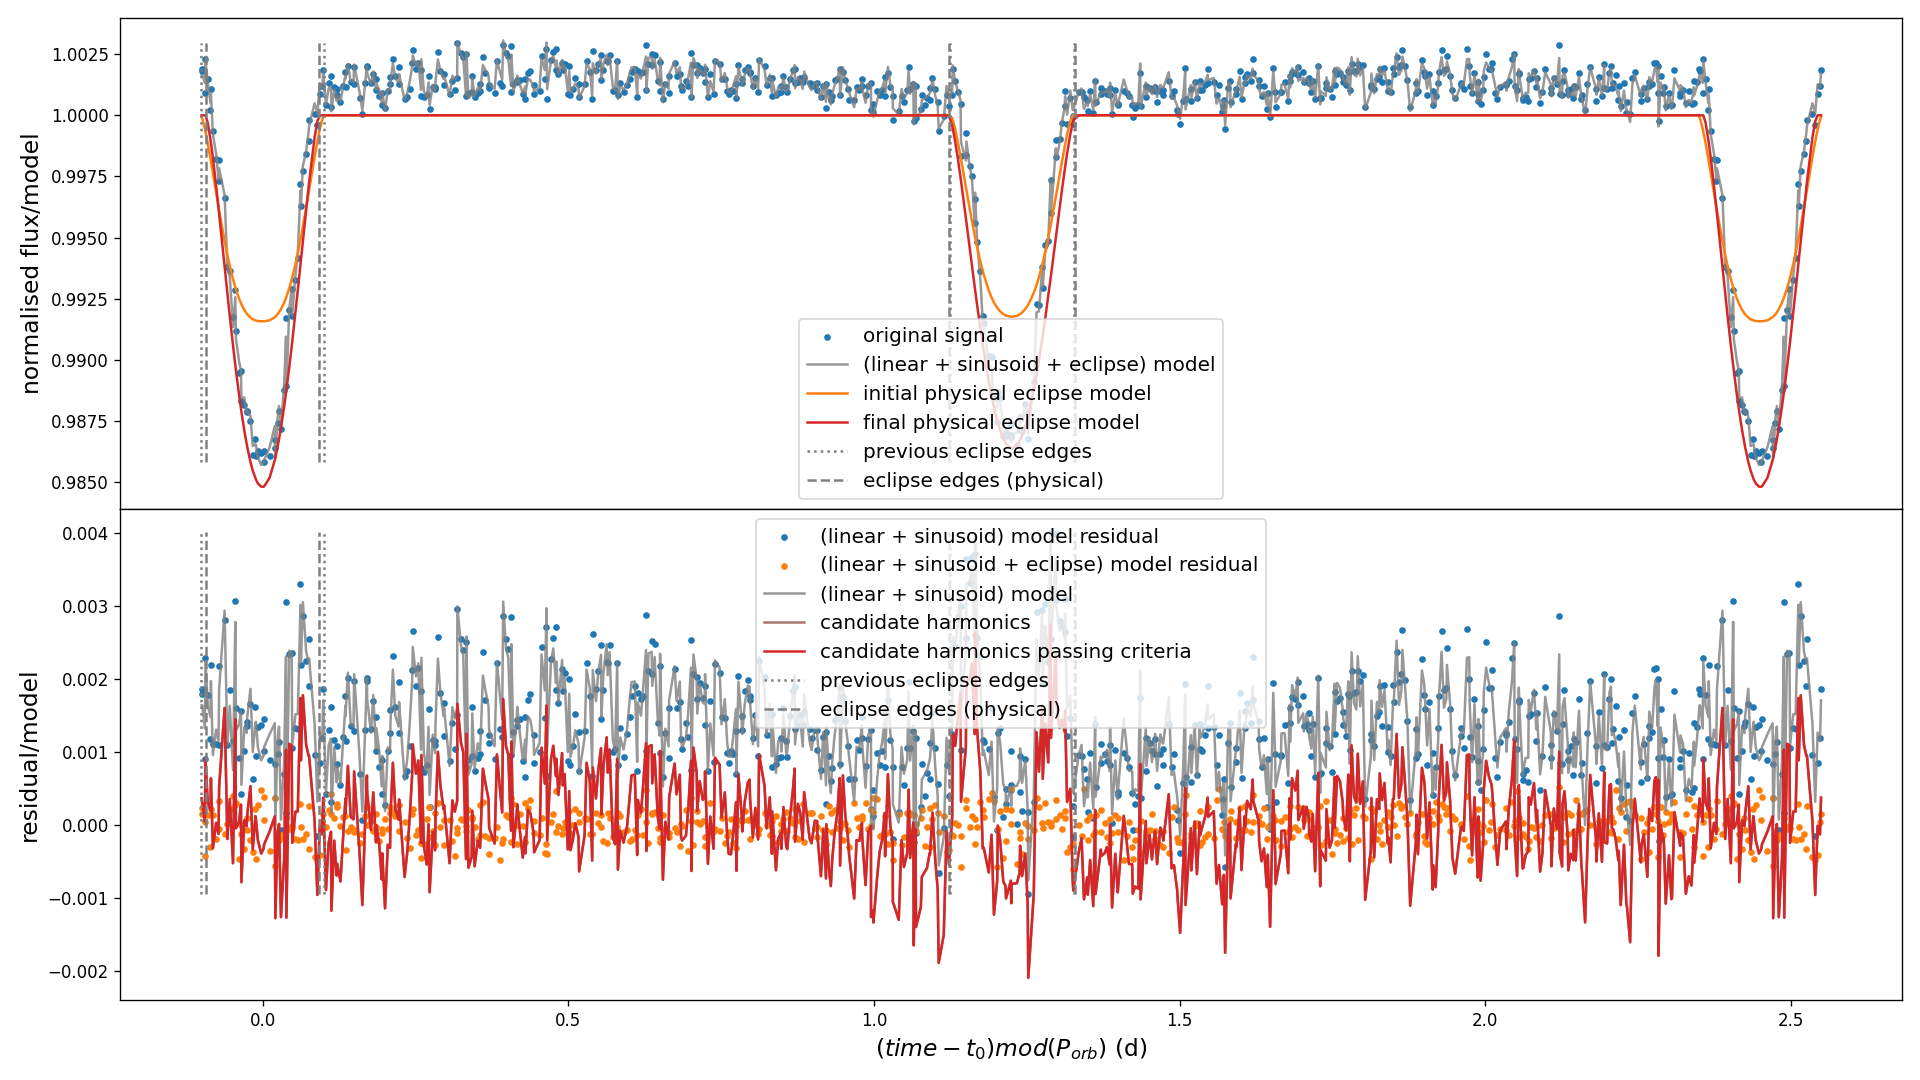 normalised flux/model
1.0025
1.0000
0.9975
0.9950
0.9925
0.9900
0.9875
0.9850
original signal
(linear + sinusoid + eclipse) model
initial physical eclipse model
final physical eclipse model
previous eclipse edges
eclipse edges (physical)
residual/model
0.004
0.003
0.002
0.001
0.000
−0.001
−0.002
(linear + sinusoid) model residual
(linear + sinusoid + eclipse) model residual
(linear + sinusoid) model
candidate harmonics
candidate harmonics passing criteria
previous eclipse edges
eclipse edges (physical)
0.0 0.5 1.0 1.5 2.0 2.5
(time − t₀)mod(P_orb) (d)